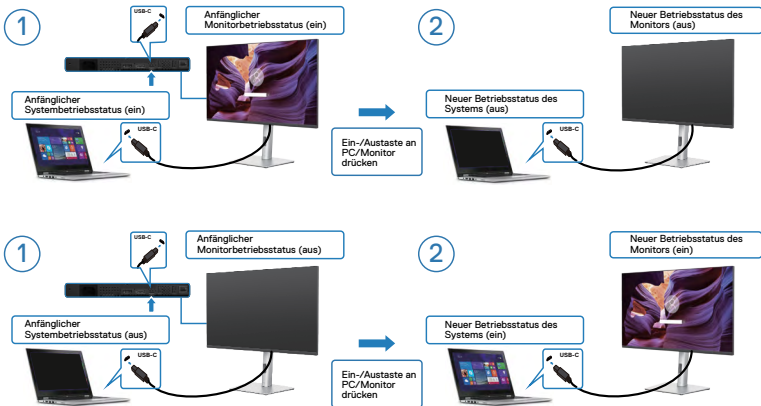 1
USB-C
Anfänglicher
Monitorbetriebsstatus (ein)
Anfänglicher
Systembetriebsstatus (ein)
USB-C
Ein-/Austaste an
PC/Monitor
drücken
2
Neuer Betriebsstatus des
Monitors (aus)
Neuer Betriebsstatus des
Systems (aus)
USB-C
1
USB-C
Anfänglicher
Monitorbetriebsstatus (aus)
Anfänglicher
Systembetriebsstatus (aus)
USB-C
Ein-/Austaste an
PC/Monitor
drücken
2
Neuer Betriebsstatus des
Monitors (ein)
Neuer Betriebsstatus des
Systems (ein)
USB-C